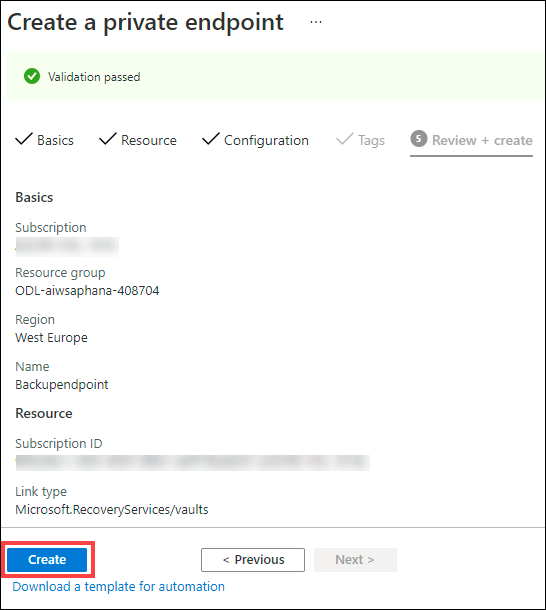 Create a private endpoint ...
Validation passed
Basics Resource Configuration Tags 5 Review + create
Basics
Subscription
Resource group
ODL-aiwsaphana-408704
Region
West Europe
Name
Backupendpoint
Resource
Subscription ID
Link type
Microsoft.RecoveryServices/vaults
Create < Previous Next >
Download a template for automation